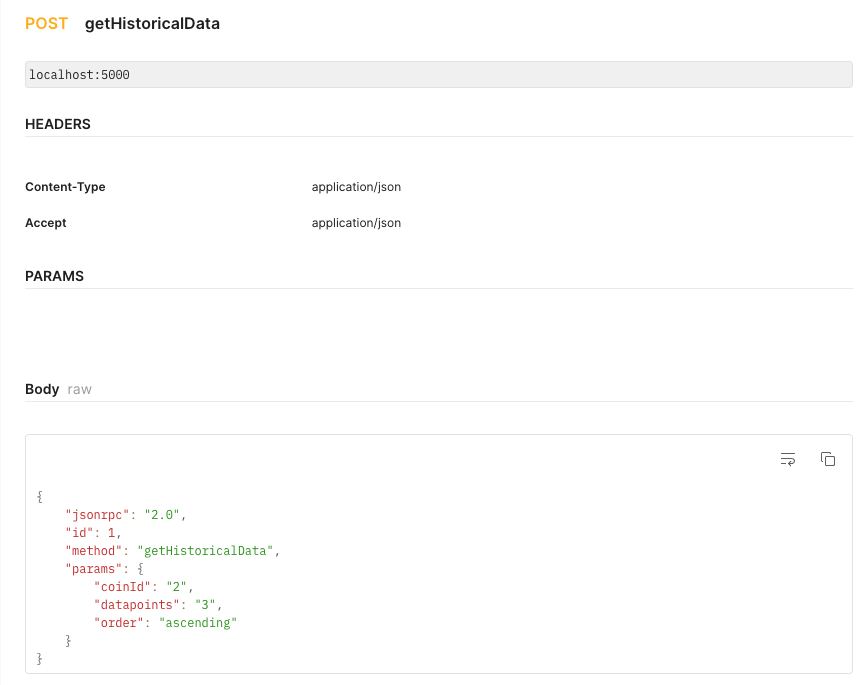 POST getHistoricalData
localhost:5000
HEADERS
Content-Type application/json
Accept application/json
PARAMS
Body raw
{
    "jsonrpc": "2.0",
    "id": 1,
    "method": "getHistoricalData",
    "params": {
        "coinId": "2",
        "datapoints": "3",
        "order": "ascending"
    }
}